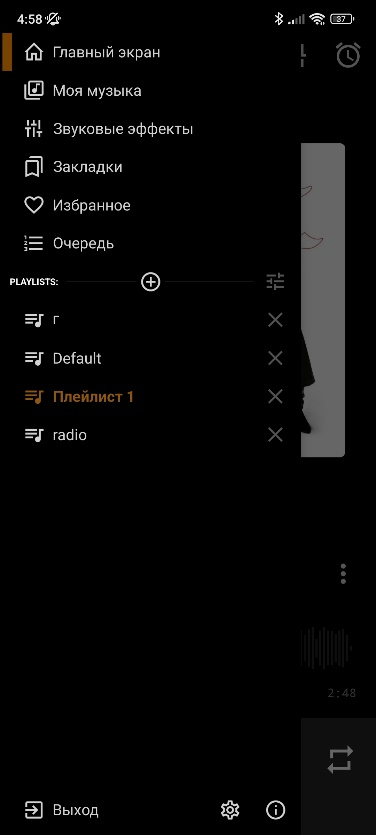 4:58
37
Главный экран
Моя музыка
Звуковые эффекты
Закладки
Избранное
Очередь
PLAYLISTS:
г
Default
Плейлист 1
radio
2:48
Выход